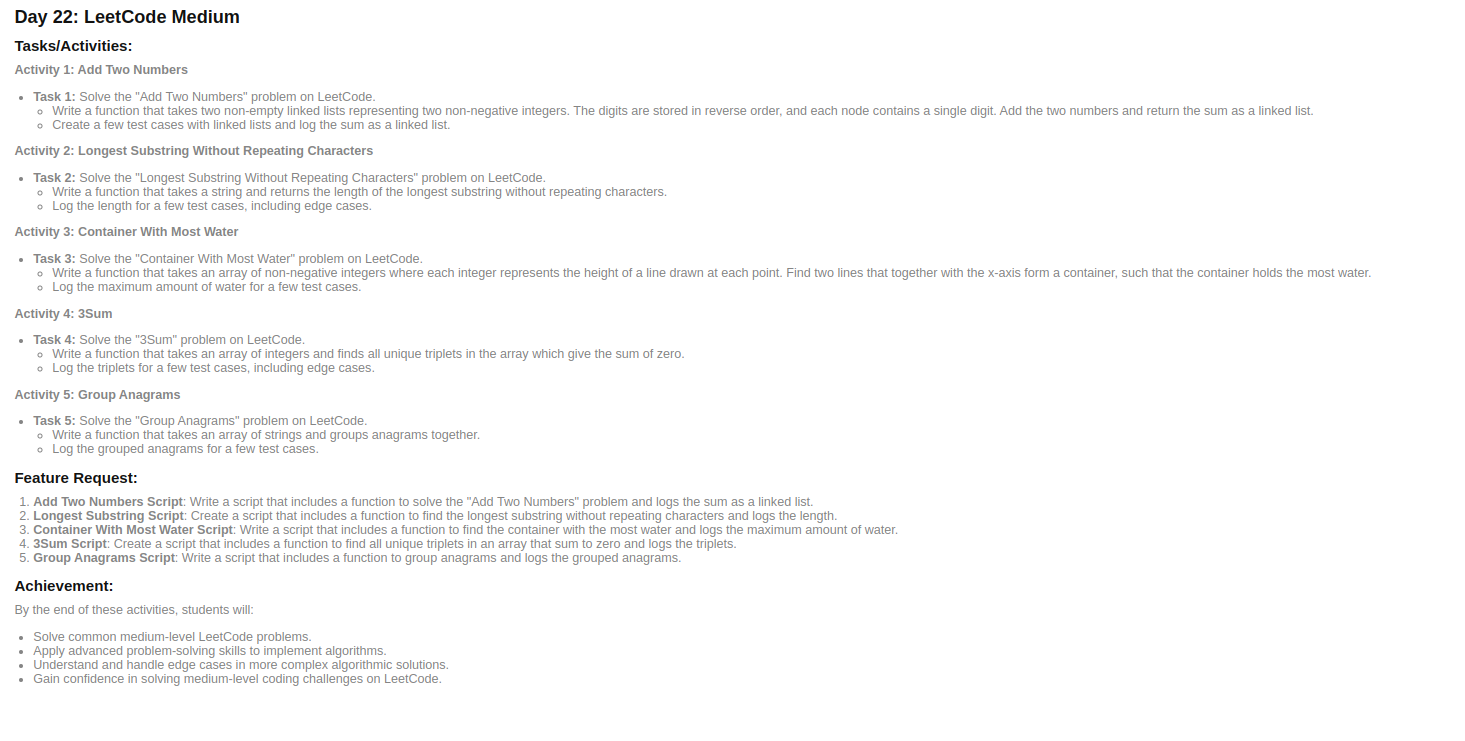 Day 22: LeetCode Medium
Tasks/Activities:
Activity 1: Add Two Numbers
Task 1: Solve the "Add Two Numbers" problem on LeetCode.
Write a function that takes two non-empty linked lists representing two non-negative integers. The digits are stored in reverse order, and each node contains a single digit. Add the two numbers and return the sum as a linked list.
Create a few test cases with linked lists and log the sum as a linked list.
Activity 2: Longest Substring Without Repeating Characters
Task 2: Solve the "Longest Substring Without Repeating Characters" problem on LeetCode.
Write a function that takes a string and returns the length of the longest substring without repeating characters.
Log the length for a few test cases, including edge cases.
Activity 3: Container With Most Water
Task 3: Solve the "Container With Most Water" problem on LeetCode.
Write a function that takes an array of non-negative integers where each integer represents the height of a line drawn at each point. Find two lines that together with the x-axis form a container, such that the container holds the most water.
Log the maximum amount of water for a few test cases.
Activity 4: 3Sum
Task 4: Solve the "3Sum" problem on LeetCode.
Write a function that takes an array of integers and finds all unique triplets in the array which give the sum of zero.
Log the triplets for a few test cases, including edge cases.
Activity 5: Group Anagrams
Task 5: Solve the "Group Anagrams" problem on LeetCode.
Write a function that takes an array of strings and groups anagrams together.
Log the grouped anagrams for a few test cases.
Feature Request:
1. Add Two Numbers Script: Write a script that includes a function to solve the "Add Two Numbers" problem and logs the sum as a linked list.
2. Longest Substring Script: Create a script that includes a function to find the longest substring without repeating characters and logs the length.
3. Container With Most Water Script: Write a script that includes a function to find the container with the most water and logs the maximum amount of water.
4. 3Sum Script: Create a script that includes a function to find all unique triplets in an array that sum to zero and logs the triplets.
5. Group Anagrams Script: Write a script that includes a function to group anagrams and logs the grouped anagrams.
Achievement:
By the end of these activities, students will:
Solve common medium-level LeetCode problems.
Apply advanced problem-solving skills to implement algorithms.
Understand and handle edge cases in more complex algorithmic solutions.
Gain confidence in solving medium-level coding challenges on LeetCode.